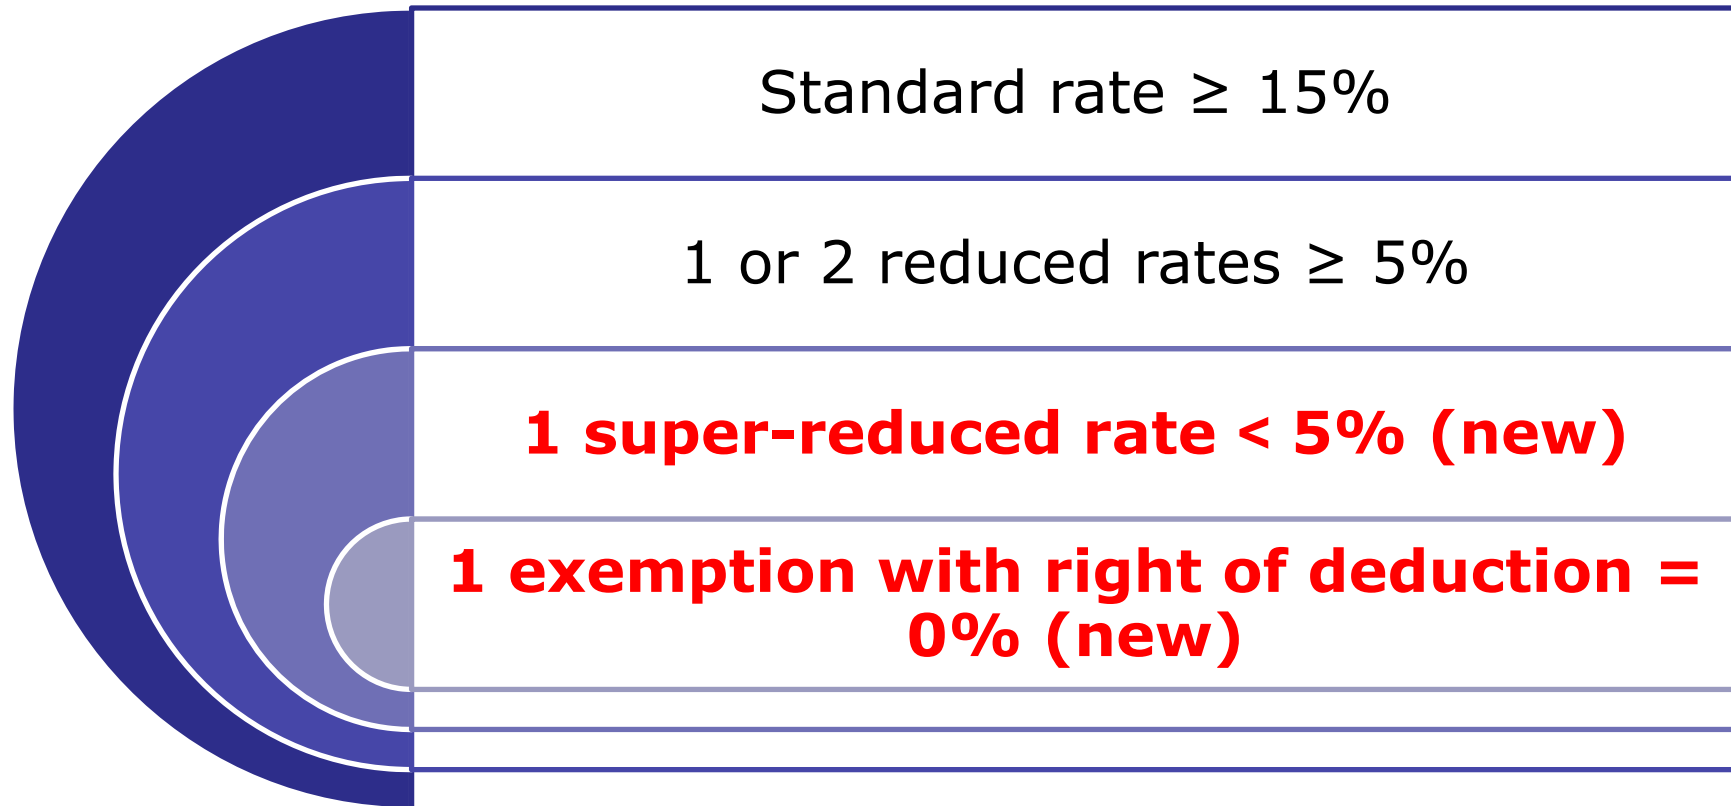 Standard rate ≥ 15%
1 or 2 reduced rates ≥ 5%
1 super-reduced rate < 5% (new)
1 exemption with right of deduction =
0% (new)